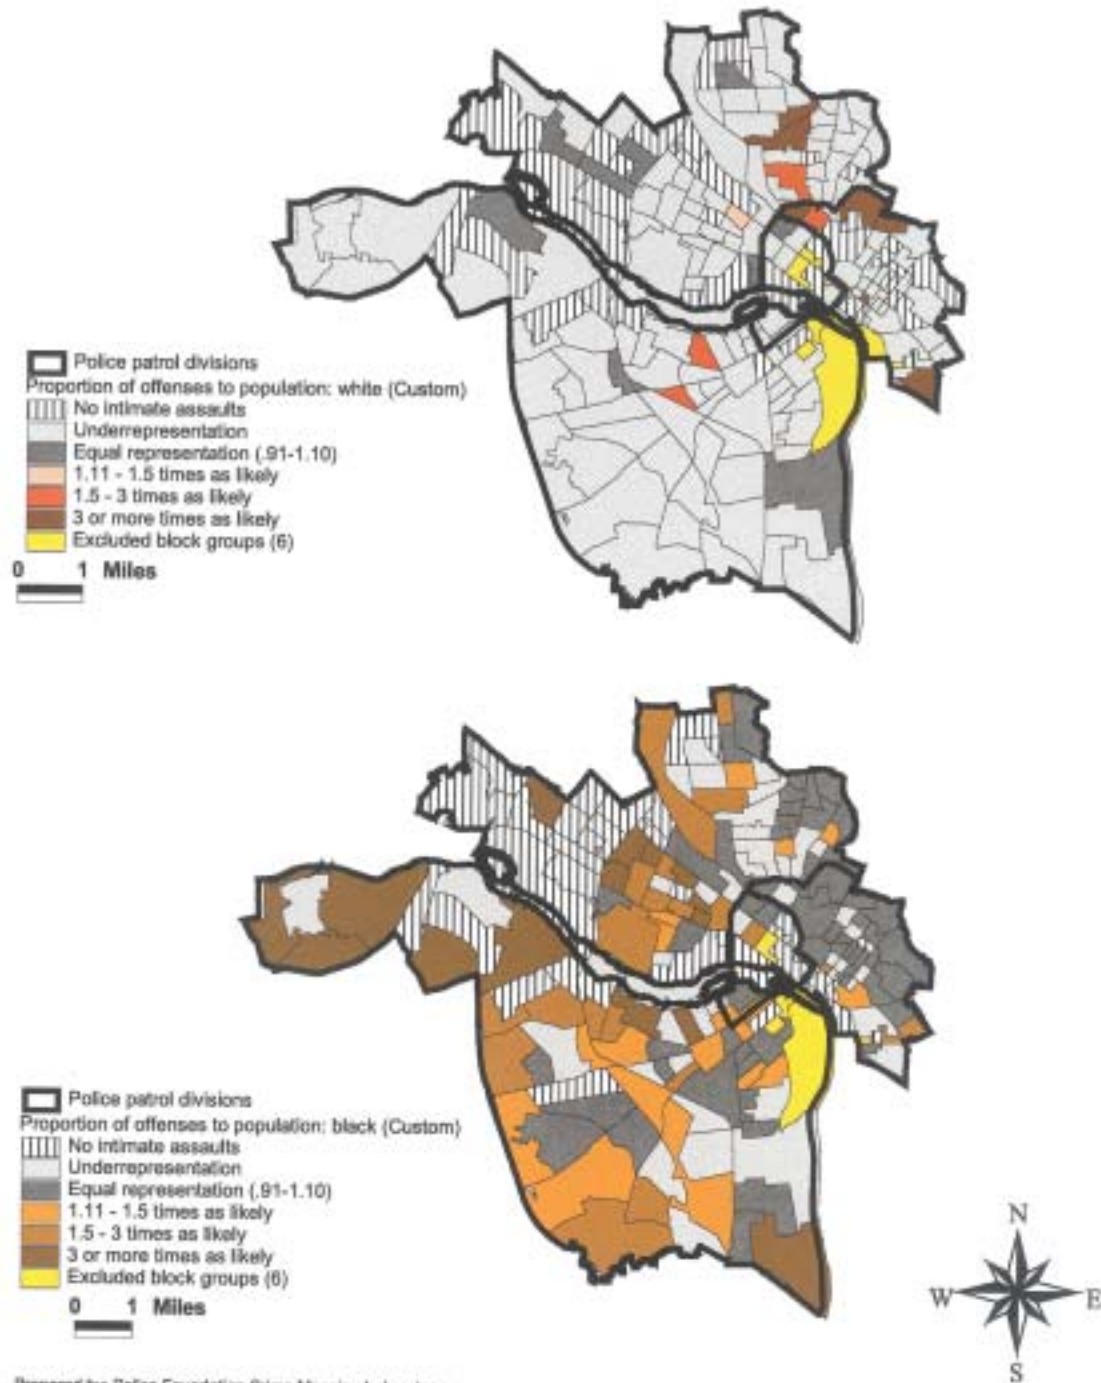 Police patrol divisions
Proportion of offenses to population: white (Custom)
No intimate assaults
Underrepresentation
Equal representation (.91-1.10)
1.11 - 1.5 times as likely
1.5 - 3 times as likely
3 or more times as likely
Excluded block groups (6)
0 1 Miles
Police patrol divisions
Proportion of offenses to population: black (Custom)
No intimate assaults
Underrepresentation
Equal representation (.91-1.10)
1.11 - 1.5 times as likely
1.5 - 3 times as likely
3 or more times as likely
Excluded block groups (6)
0 1 Miles
N
W E
S